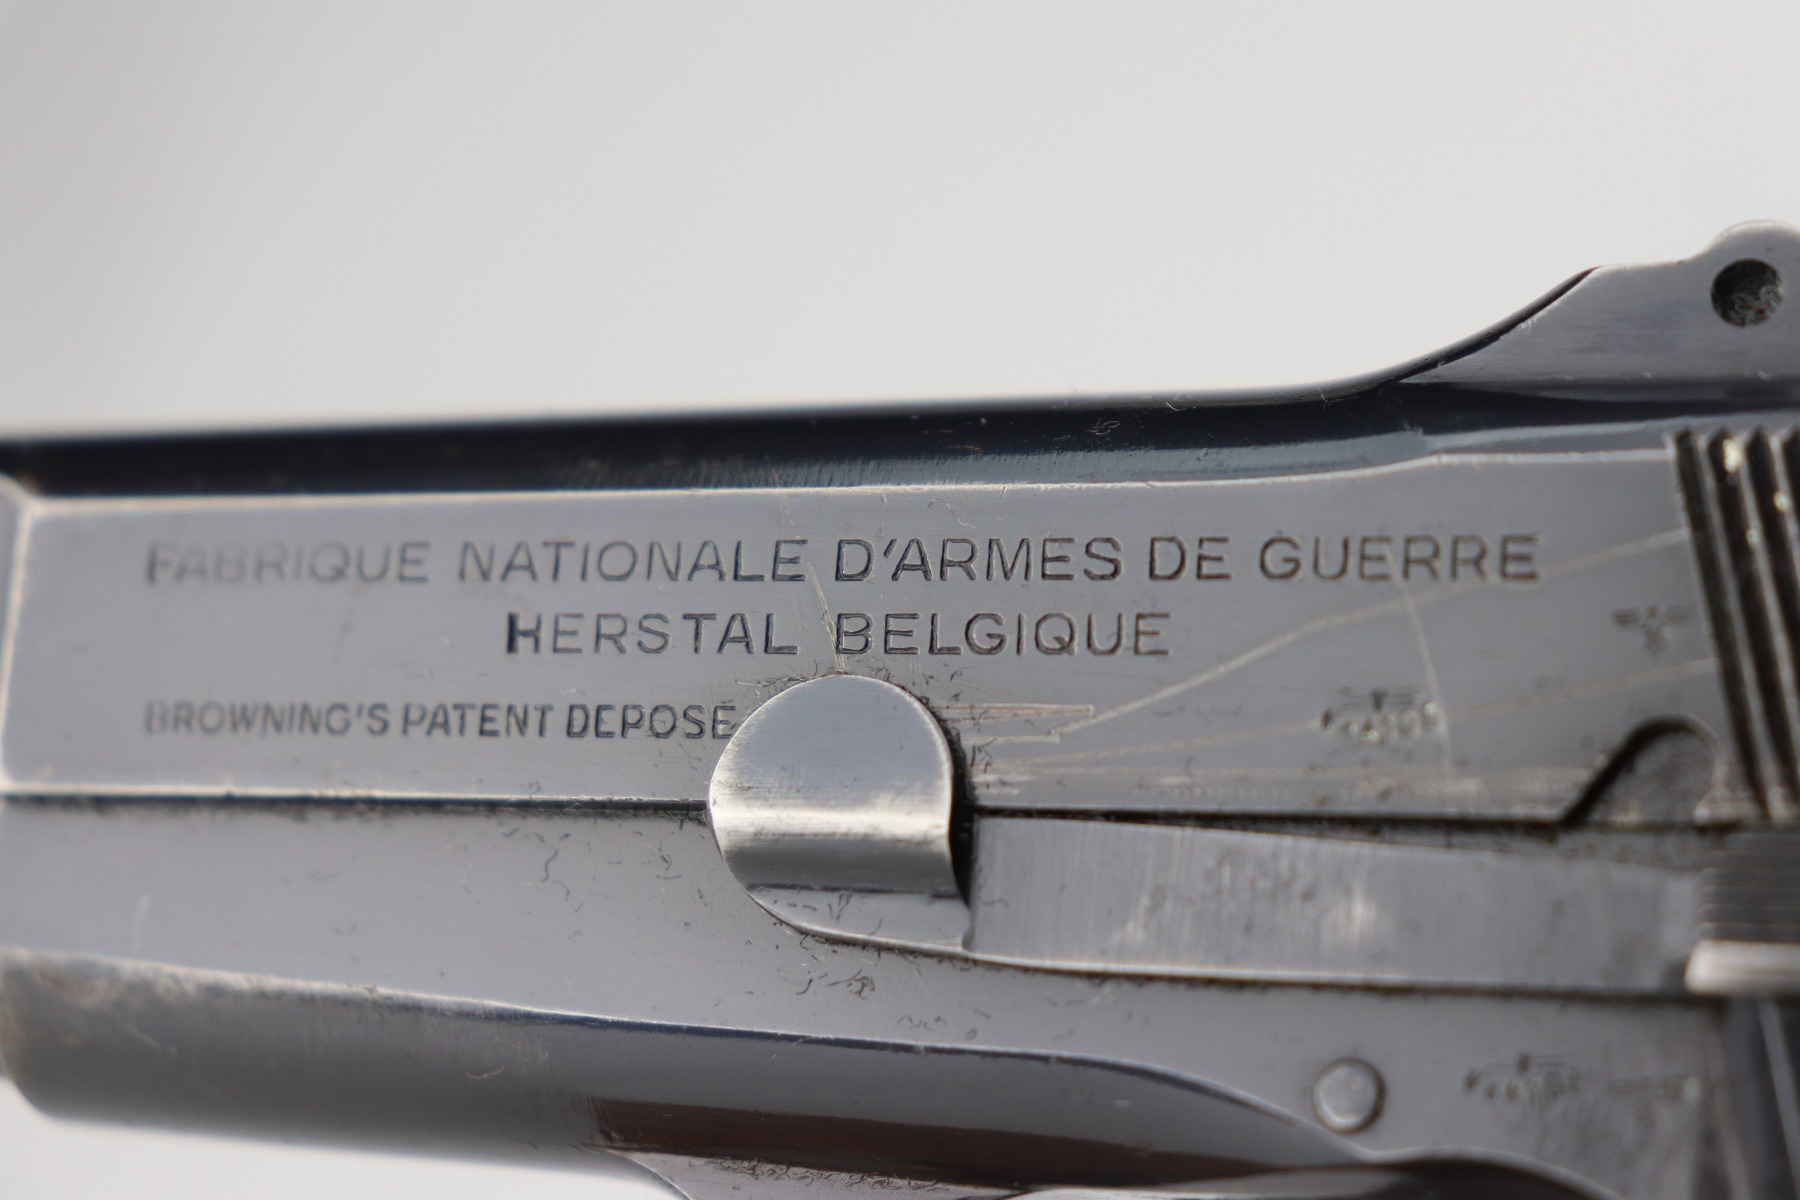 FABRIQUE NATIONALE D'ARMES DE GUERRE
HERSTAL BELGIQUE
BROWNING'S PATENT DEPOSE